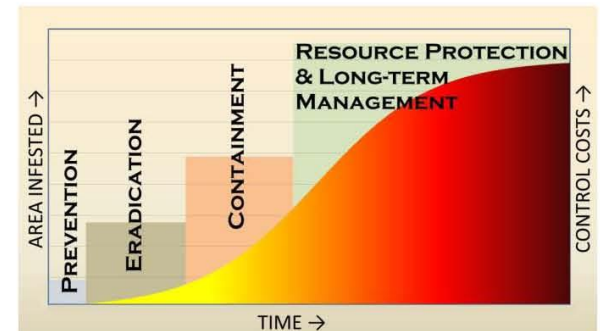 RESOURCE PROTECTION
& LONG-TERM
MANAGEMENT
CONTAINMENT
ERADICATION
PREVENTION
AREA INFESTED →
CONTROL COSTS →
TIME →